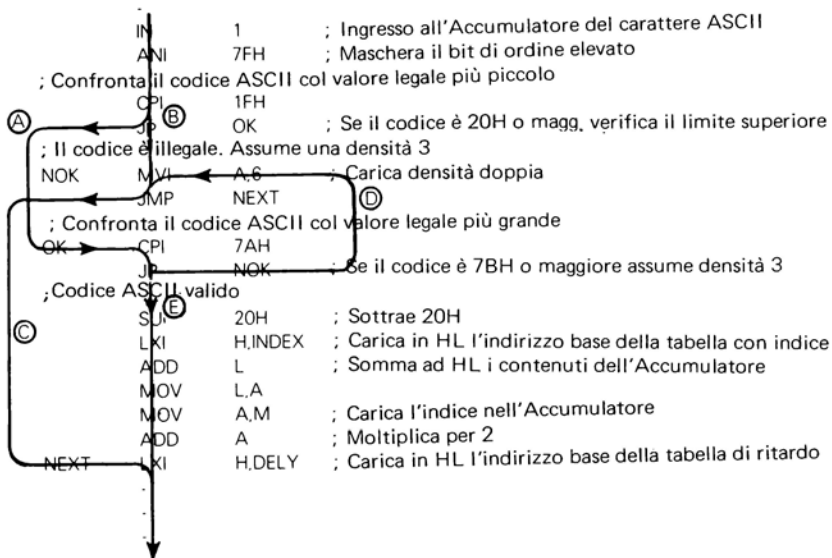 IN 1 ; Ingresso all'Accumulatore del carattere ASCII
ANI 7FH ; Maschera il bit di ordine elevato
; Confronta il codice ASCII col valore legale più piccolo
CPI 1FH
A JP B OK ; Se il codice è 20H o magg. verifica il limite superiore
; Il codice è illegale. Assume una densità 3
NOK MVI A,6 ; Carica densità doppia
JMP NEXT D
; Confronta il codice ASCII col valore legale più grande
OK CPI 7AH
JP NOK ; Se il codice è 7BH o maggiore assume densità 3
;Codice ASCII valido
C SUI E 20H ; Sottrae 20H
LXI H,INDEX ; Carica in HL l'indirizzo base della tabella con indice
ADD L ; Somma ad HL i contenuti dell'Accumulatore
MOV L,A
MOV A,M ; Carica l'indice nell'Accumulatore
ADD A ; Moltiplica per 2
NEXT LXI H,DELY ; Carica in HL l'indirizzo base della tabella di ritardo